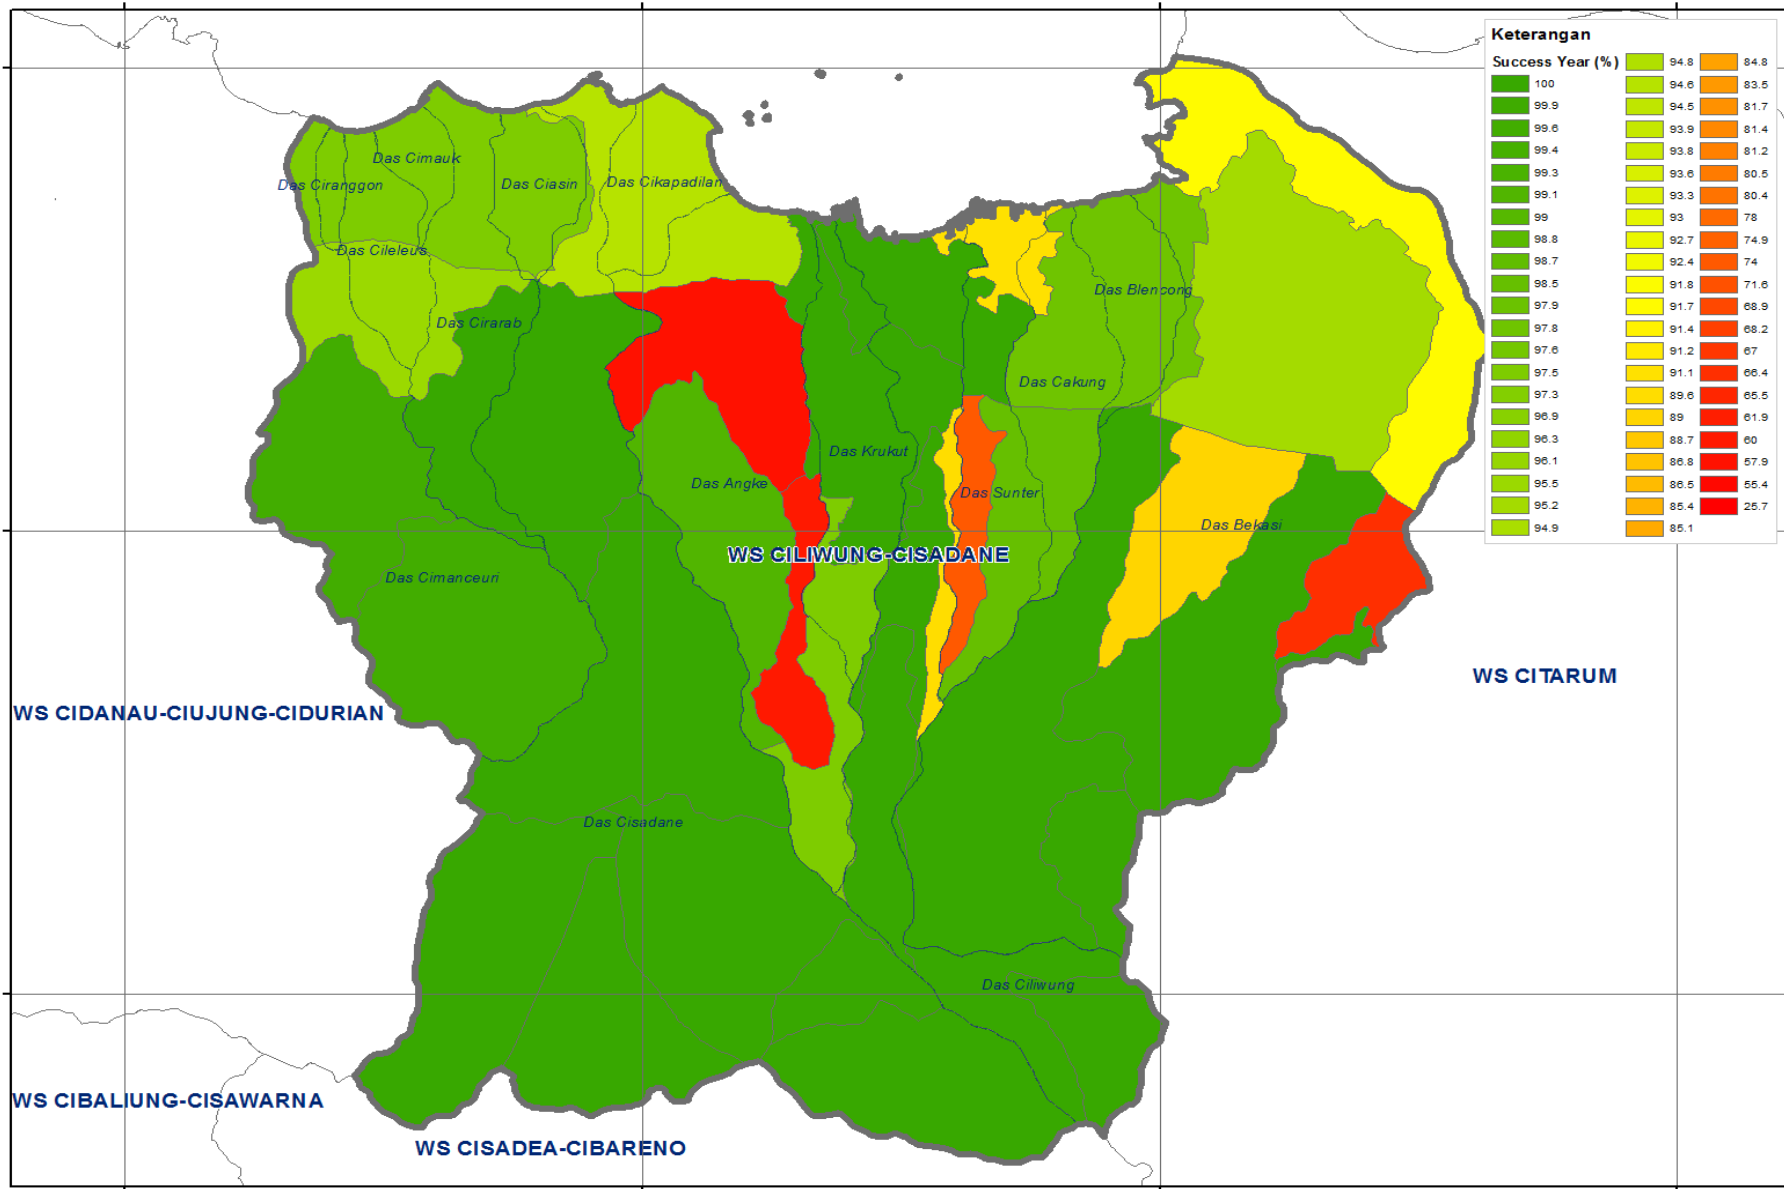 Keterangan
Success Year (%)
100
99.9
99.6
99.4
99.3
99.1
99
98.8
98.7
98.5
97.9
97.8
97.6
97.5
97.3
96.9
96.3
96.1
95.5
95.2
94.9
94.8
94.6
94.5
93.9
93.8
93.6
93.3
93
92.7
92.4
91.8
91.7
91.4
91.2
91.1
89.6
89
88.7
86.8
86.5
85.4
85.1
84.8
83.5
81.7
81.4
81.2
80.5
80.4
78
74.9
74
71.6
68.9
68.2
67
66.4
65.5
61.9
60
57.9
55.4
25.7
Das Cimauk
Das Ciranggon
Das Ciasin
Das Cikapadilan
Das Cileleus
Das Blencong
Das Cirarab
Das Cakung
Das Krukut
Das Angke
Das Sunter
Das Bekasi
WS CILIWUNG-CISADANE
Das Cimanceuri
WS CITARUM
WS CIDANAU-CIUJUNG-CIDURIAN
Das Cisadane
Das Ciliwung
WS CIBALIUNG-CISAWARNA
WS CISADEA-CIBARENO